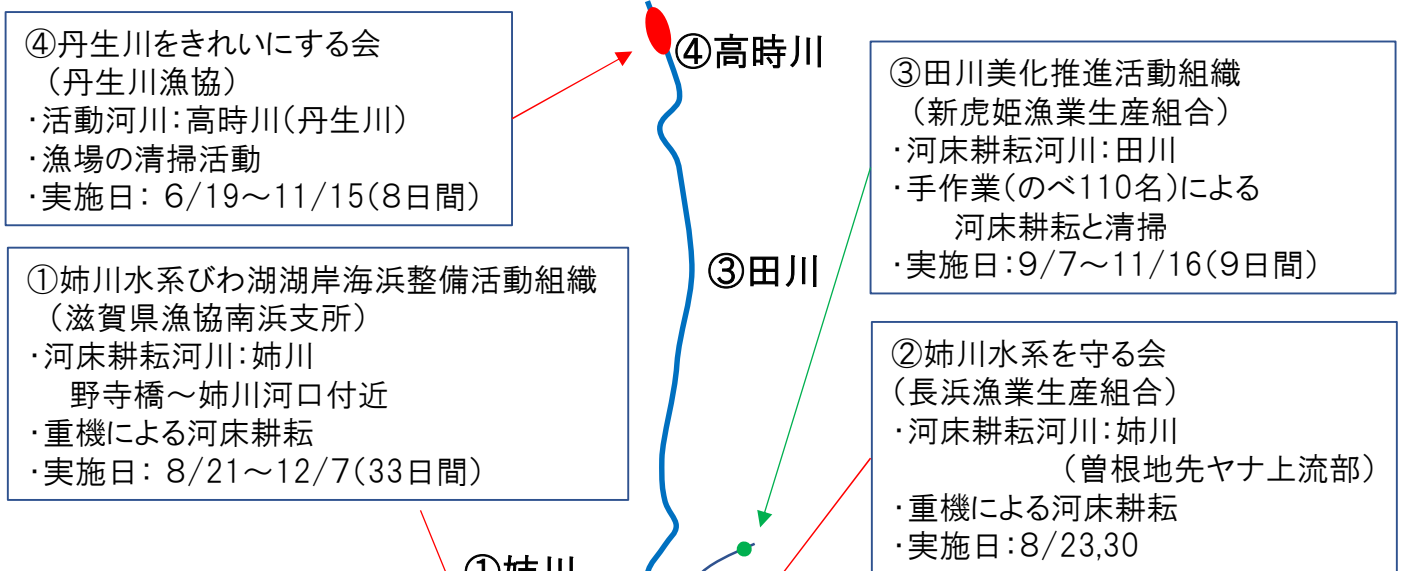 ④丹生川をきれいにする会
（丹生川漁協）
・活動河川：高時川（丹生川）
・漁場の清掃活動
・実施日： 6/19～11/15（8日間）
④高時川
③田川美化推進活動組織
（新虎姫漁業生産組合）
・河床耕耘河川：田川
・手作業（のべ110名）による
河床耕耘と清掃
・実施日：9/7～11/16（9日間）
①姉川水系びわ湖湖岸海浜整備活動組織
（滋賀県漁協南浜支所）
・河床耕耘河川：姉川
野寺橋～姉川河口付近
・重機による河床耕耘
・実施日： 8/21～12/7（33日間）
③田川
②姉川水系を守る会
（長浜漁業生産組合）
・河床耕耘河川：姉川
（曽根地先ヤナ上流部）
・重機による河床耕耘
・実施日：8/23,30
①姉川